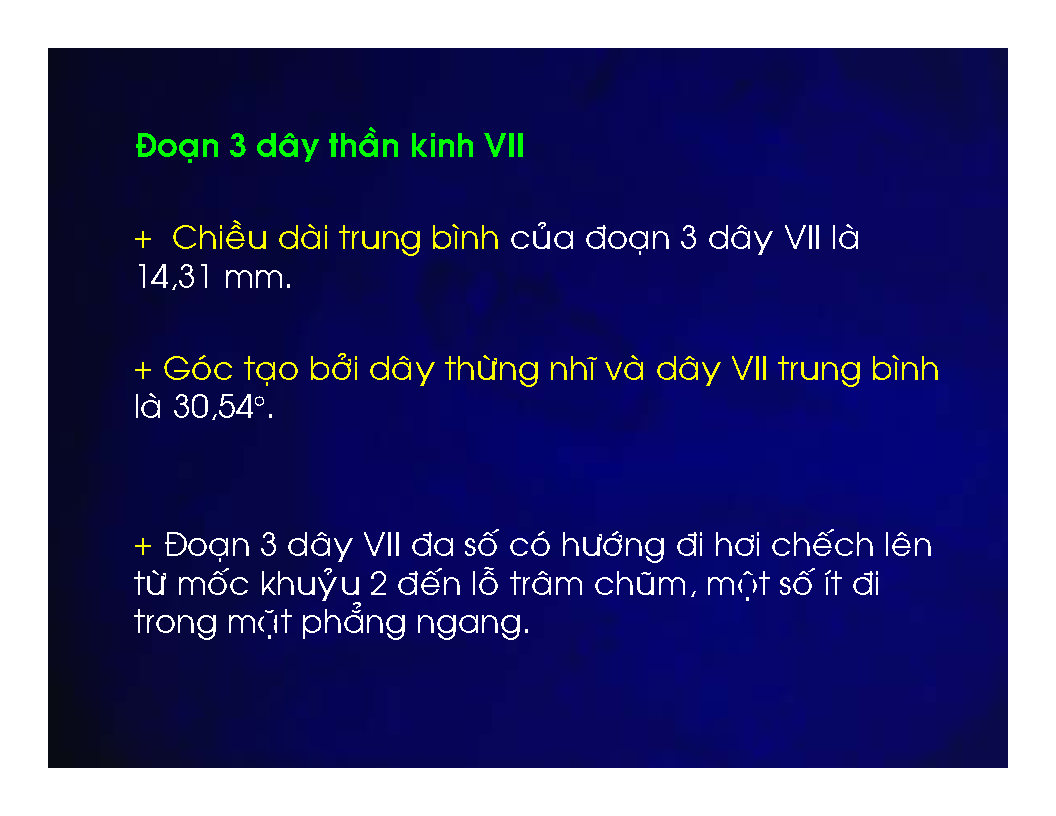 Đoạn 3 dây thần kinh VII
+ Chiều dài trung bình của đoạn 3 dây VII là
14,31 mm.
+ Góc tạo bởi dây thừng nhĩ và dây VII trung bình
là 30,54°.
+ Đoạn 3 dây VII đa số có hướng đi hơi chếch lên
từ mốc khuỷu 2 đến lỗ trâm chũm, một số ít đi
trong mặt phẳng ngang.